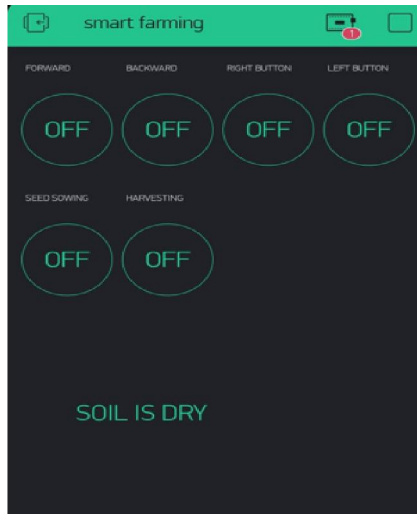 smart farming
1
FORWARD BACKWARD RIGHT BUTTON LEFT BUTTON
OFF OFF OFF OFF
SEED SOWING HARVESTING
OFF OFF
SOIL IS DRY